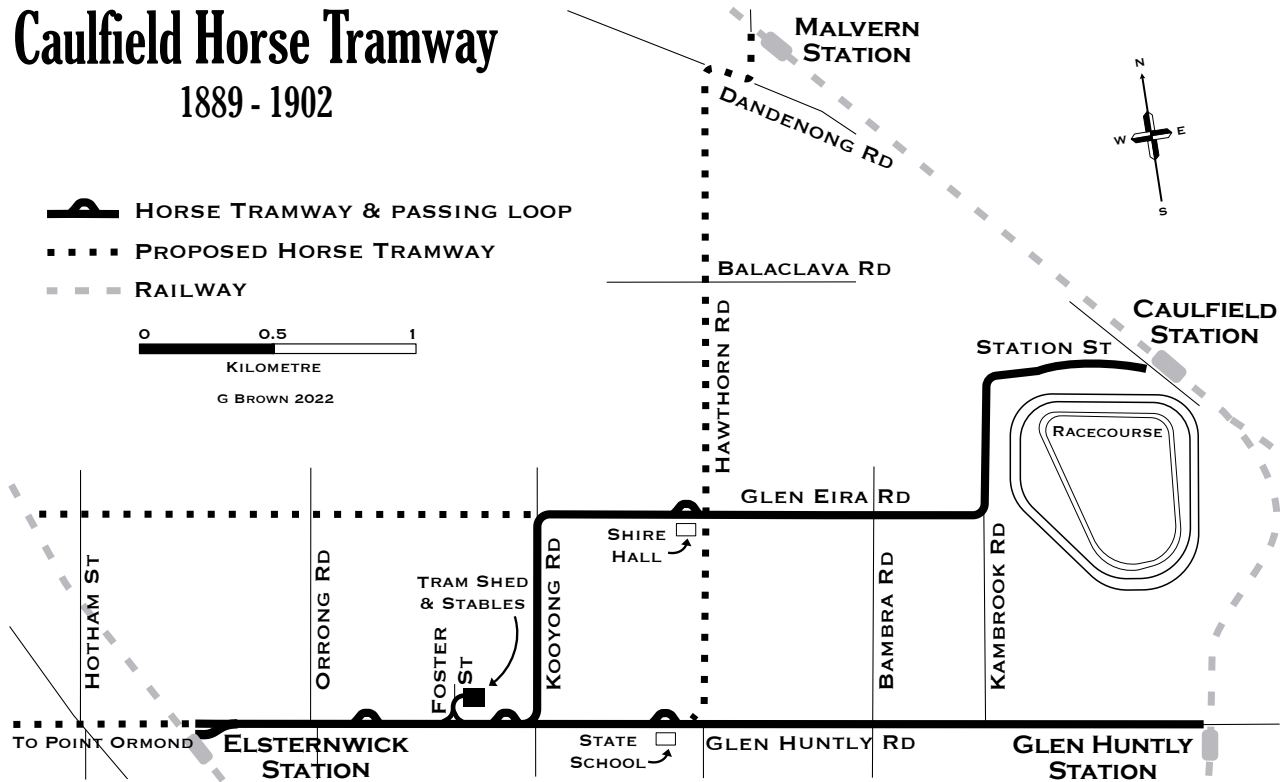 Caulfield Horse Tramway
1889 - 1902
Horse Tramway & passing loop
Proposed Horse Tramway
Railway
0 0.5 1
Kilometre
G Brown 2022
Malvern
Station
Dandenong Rd
N
W E
S
Balaclava Rd
Hawthorn Rd
Caulfield
Station
Station St
Racecourse
Glen Eira Rd
Shire
Hall
Hotham St
Orrong Rd
Tram Shed
& Stables
Foster
St
Kooyong Rd
Bambra Rd
Kambrook Rd
To Point Ormond
Elsternwick
Station
State
School
Glen Huntly Rd
Glen Huntly
Station